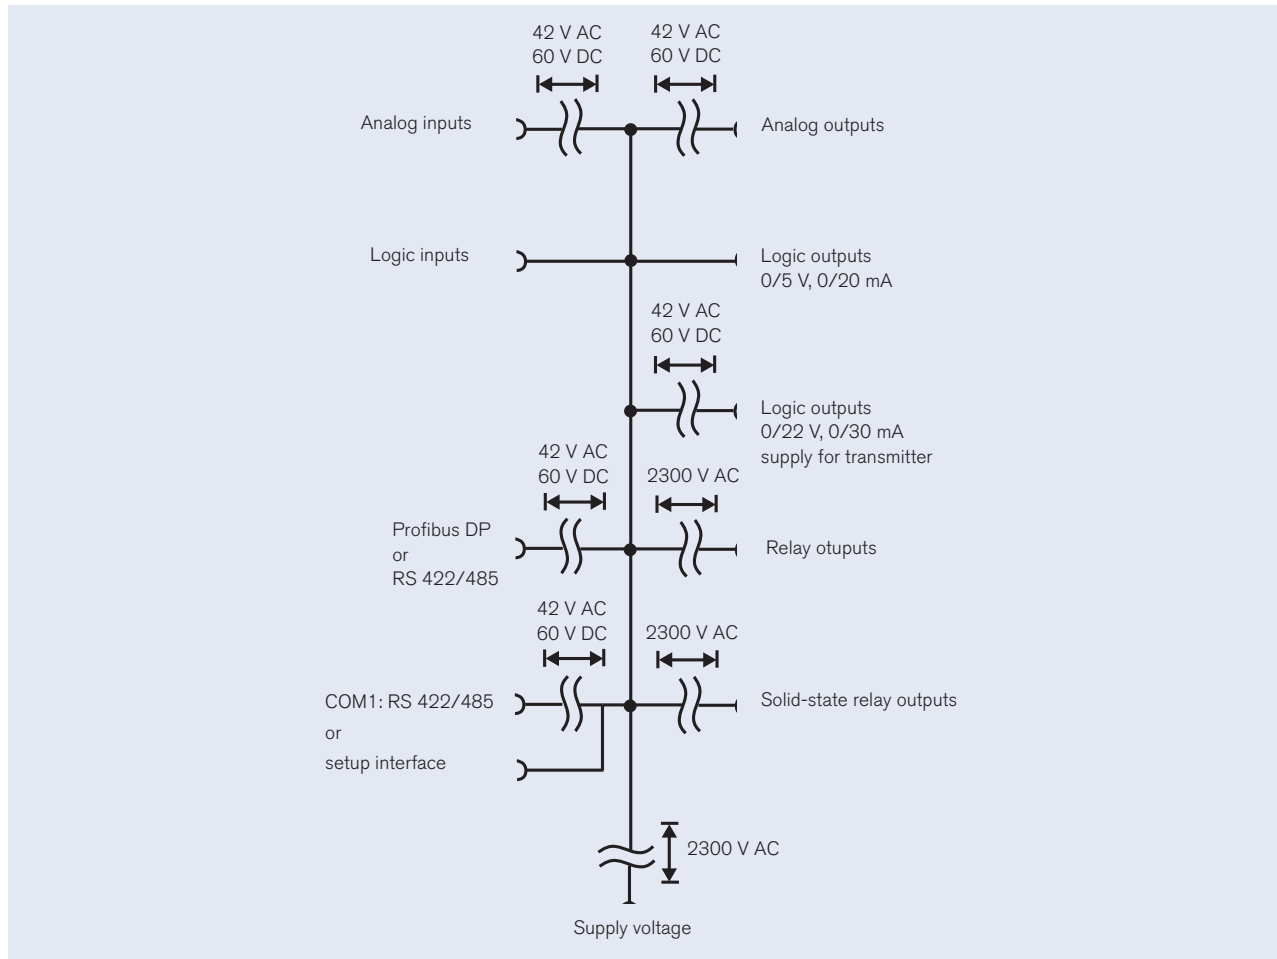 42 V AC
60 V DC
42 V AC
60 V DC
Analog inputs
Analog outputs
Logic inputs
Logic outputs
0/5 V, 0/20 mA
42 V AC
60 V DC
Logic outputs
0/22 V, 0/30 mA
supply for transmitter
42 V AC
60 V DC
2300 V AC
Profibus DP
or
RS 422/485
Relay otuputs
42 V AC
60 V DC
2300 V AC
COM1: RS 422/485
or
setup interface
Solid-state relay outputs
2300 V AC
Supply voltage